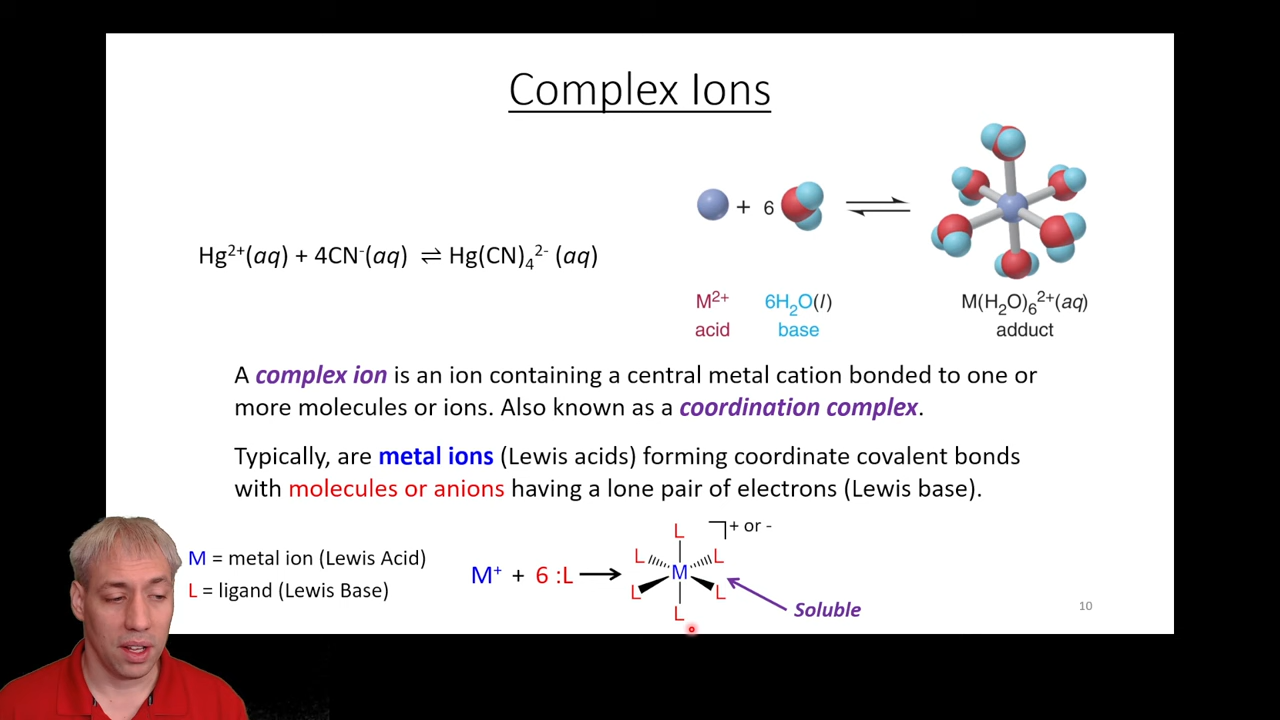 Complex Ions
+ 6
Hg²⁺(aq) + 4CN⁻(aq) ⇌ Hg(CN)₄²⁻ (aq)
M²⁺ 6H₂O(l) M(H₂O)₆²⁺(aq)
acid base adduct
A complex ion is an ion containing a central metal cation bonded to one or
more molecules or ions. Also known as a coordination complex.
Typically, are metal ions (Lewis acids) forming coordinate covalent bonds
with molecules or anions having a lone pair of electrons (Lewis base).
M = metal ion (Lewis Acid)
L = ligand (Lewis Base)
M⁺ + 6 :L
+ or -
L
L L
M
L L
L
Soluble
10